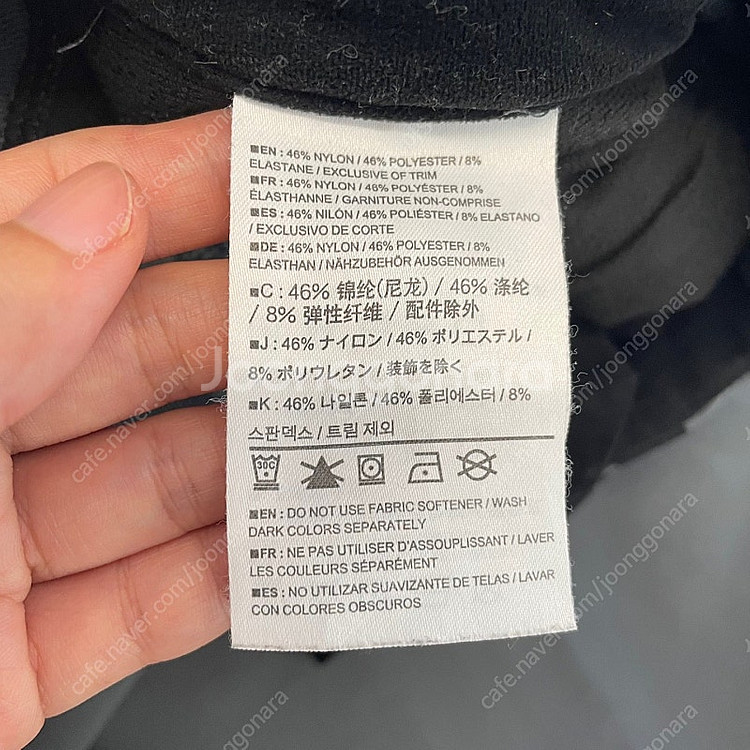 EN : 46% NYLON / 46% POLYESTER / 8%
ELASTANE / EXCLUSIVE OF TRIM
FR : 46% NYLON / 46% POLYÉSTER / 8%
ÉLASTHANNE / GARNITURE NON-COMPRISE
ES : 46% NILÓN / 46% POLIÉSTER / 8% ELASTANO
/ EXCLUSIVO DE CORTE
DE : 46% NYLON / 46% POLYESTER / 8%
ELASTHAN / NÄHZUBEHÖR AUSGENOMMEN
C : 46% 锦纶(尼龙) / 46% 涤纶
/ 8% 弹性纤维 / 配件除外
J : 46% ナイロン / 46% ポリエステル /
8% ポリウレタン / 装飾を除く
K : 46% 나일론 / 46% 폴리에스터 / 8%
스판덱스 / 트림 제외
30C
EN : DO NOT USE FABRIC SOFTENER / WASH
DARK COLORS SEPARATELY
FR : NE PAS UTILISER D'ASSOUPLISSANT / LAVER
LES COULEURS SÉPARÉMENT
ES : NO UTILIZAR SUAVIZANTE DE TELAS / LAVAR
CON COLORES OBSCUROS
cafe.naver.com/joonggonara